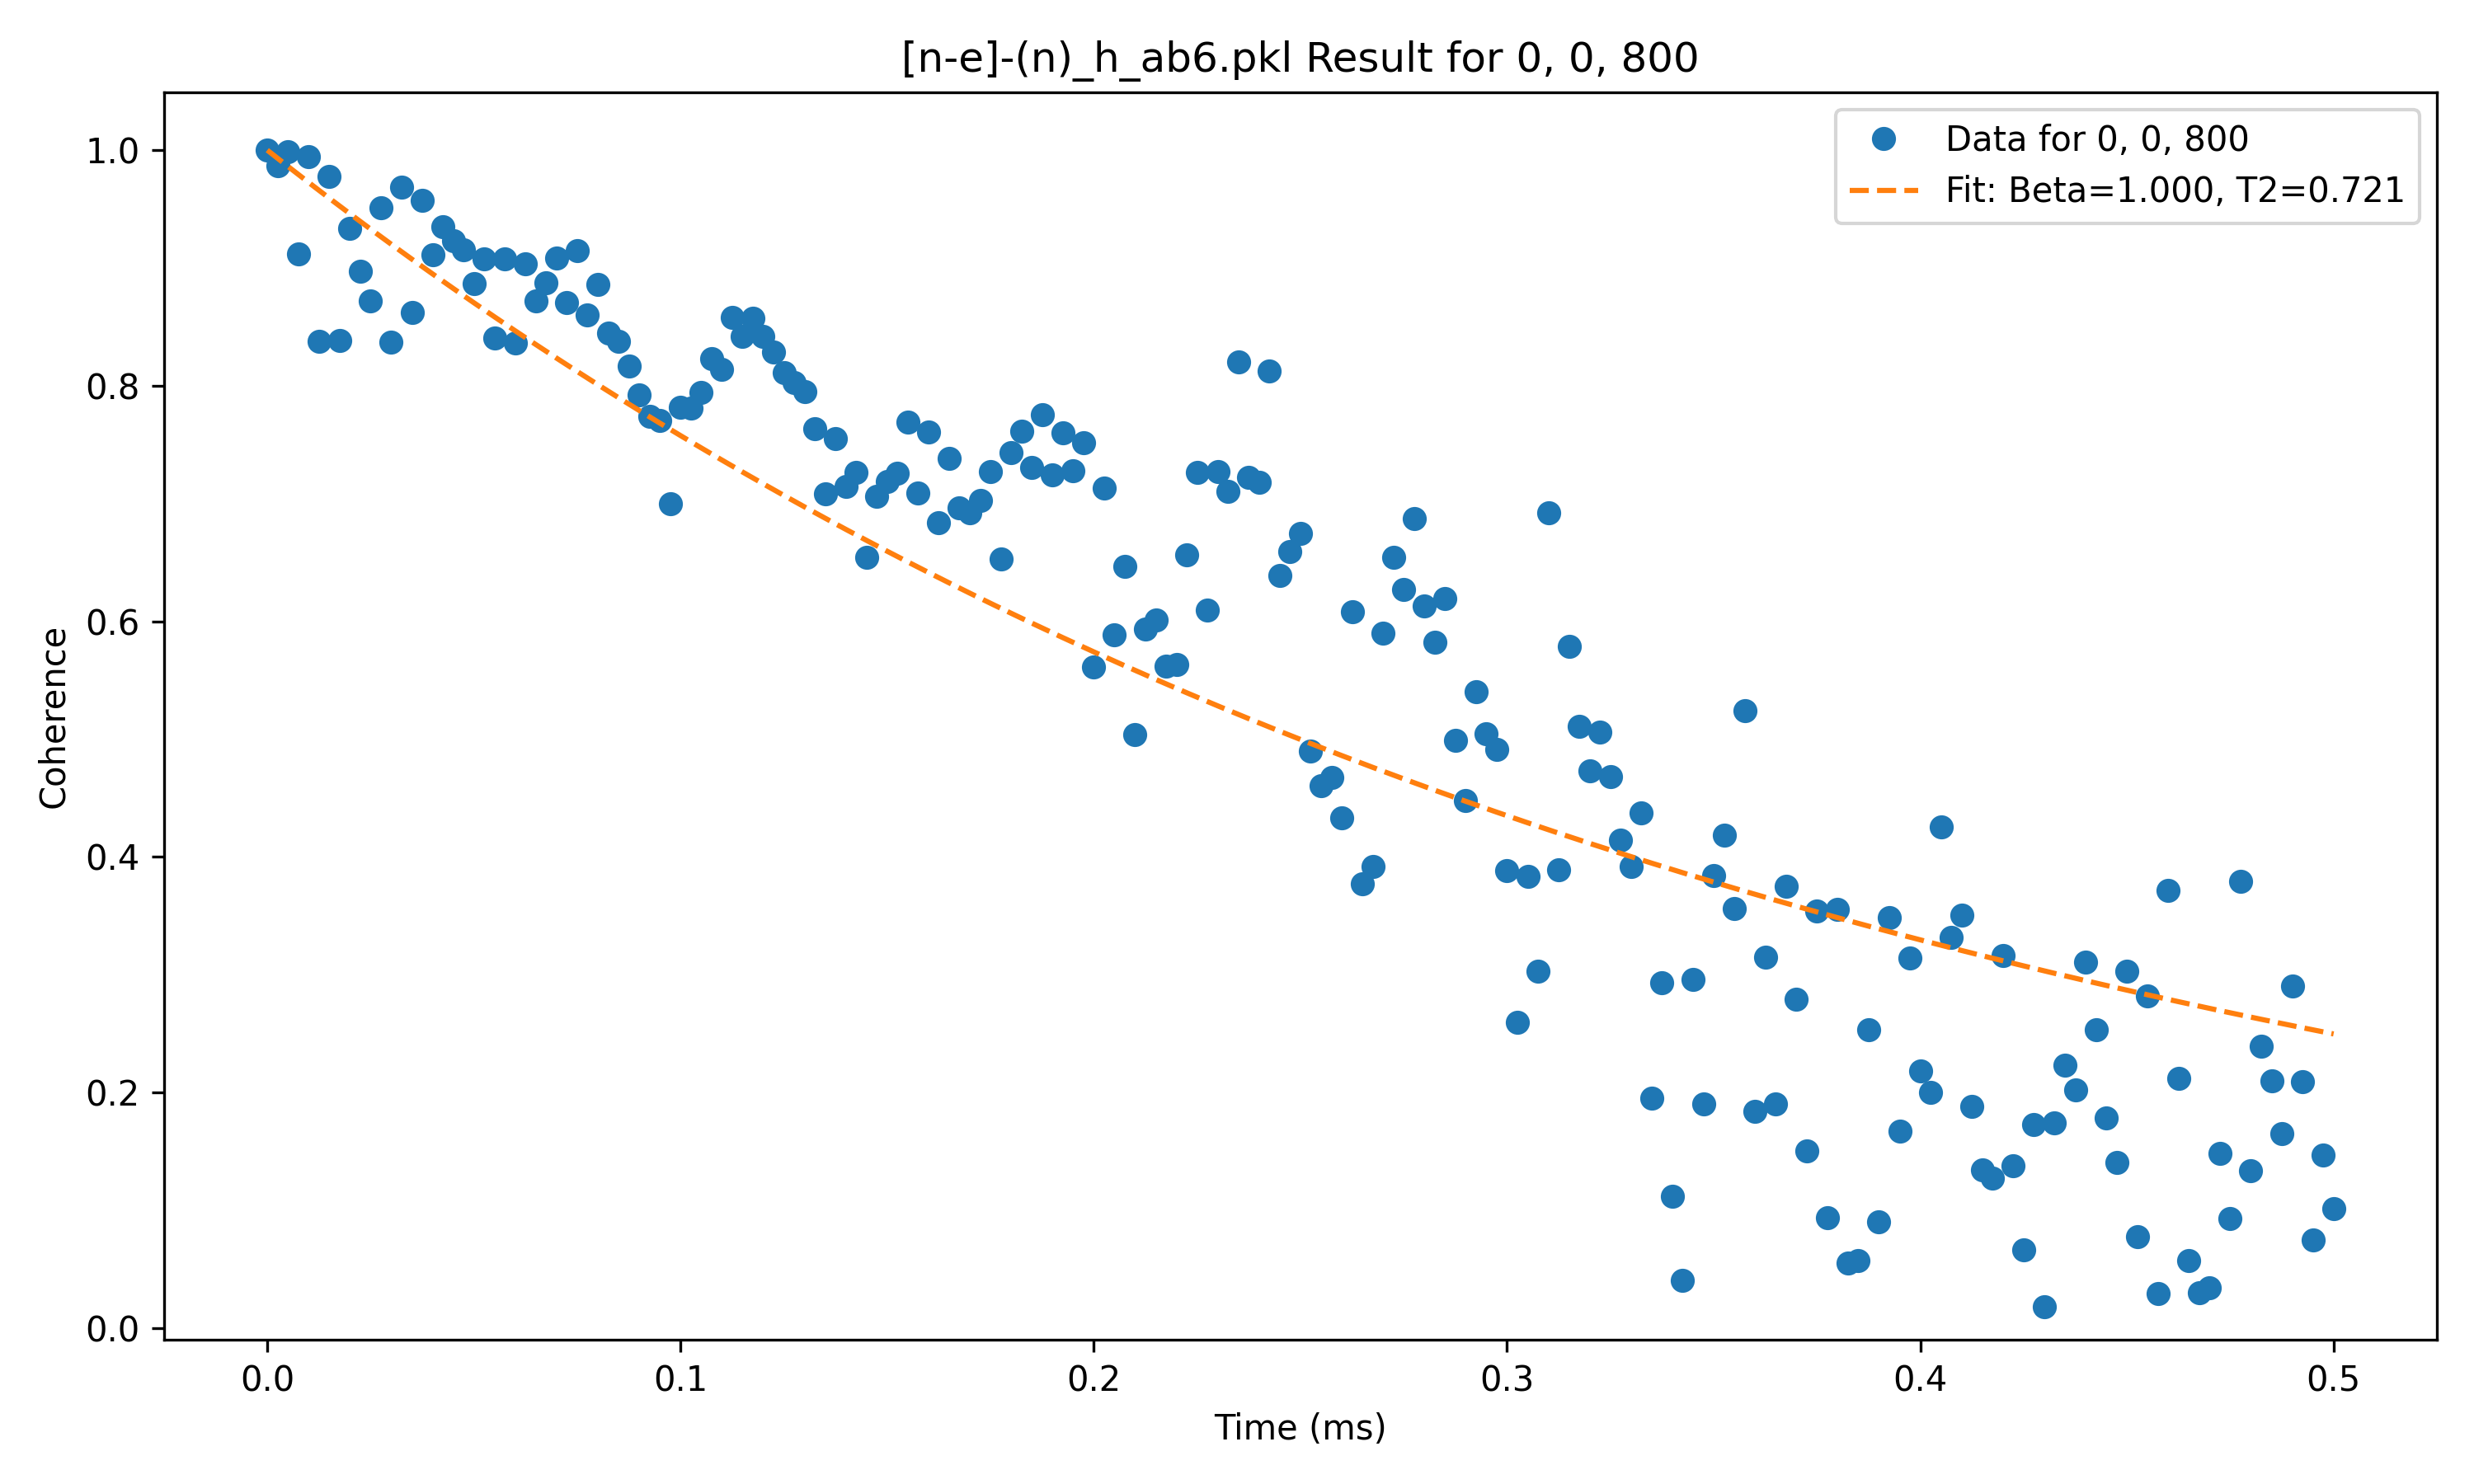 [n-e]-(n)_h_ab6.pkl Result for 0, 0, 800
Data for 0, 0, 800
Fit: Beta=1.000, T2=0.721
Coherence
1.0
0.8
0.6
0.4
0.2
0.0
0.0 0.1 0.2 0.3 0.4 0.5
Time (ms)